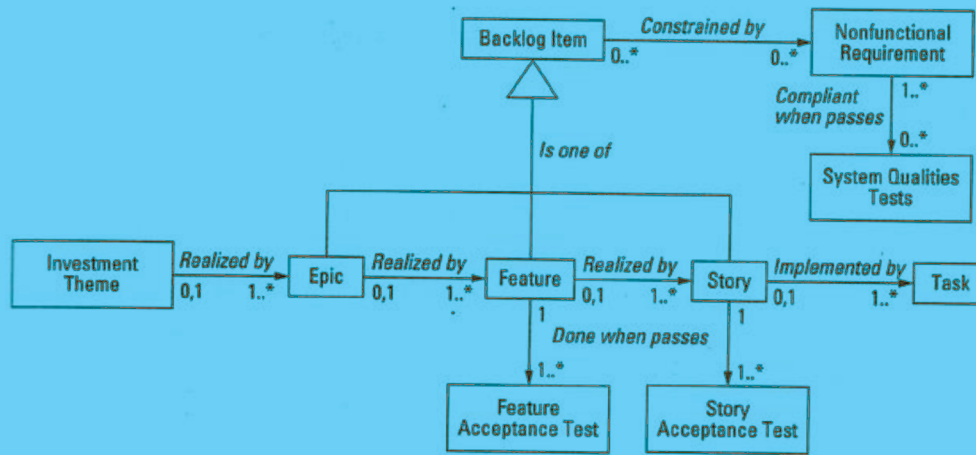 Backlog Item
Constrained by
0..*
0..*
Nonfunctional
Requirement
Compliant
when passes
1..*
0..*
System Qualities
Tests
Is one of
Investment
Theme
Realized by
0,1
1..*
Epic
Realized by
0,1
1..*
Feature
Realized by
0,1
1..*
Story
Implemented by
0,1
1..*
Task
1
Done when passes
1
1..*
1..*
Feature
Acceptance Test
Story
Acceptance Test